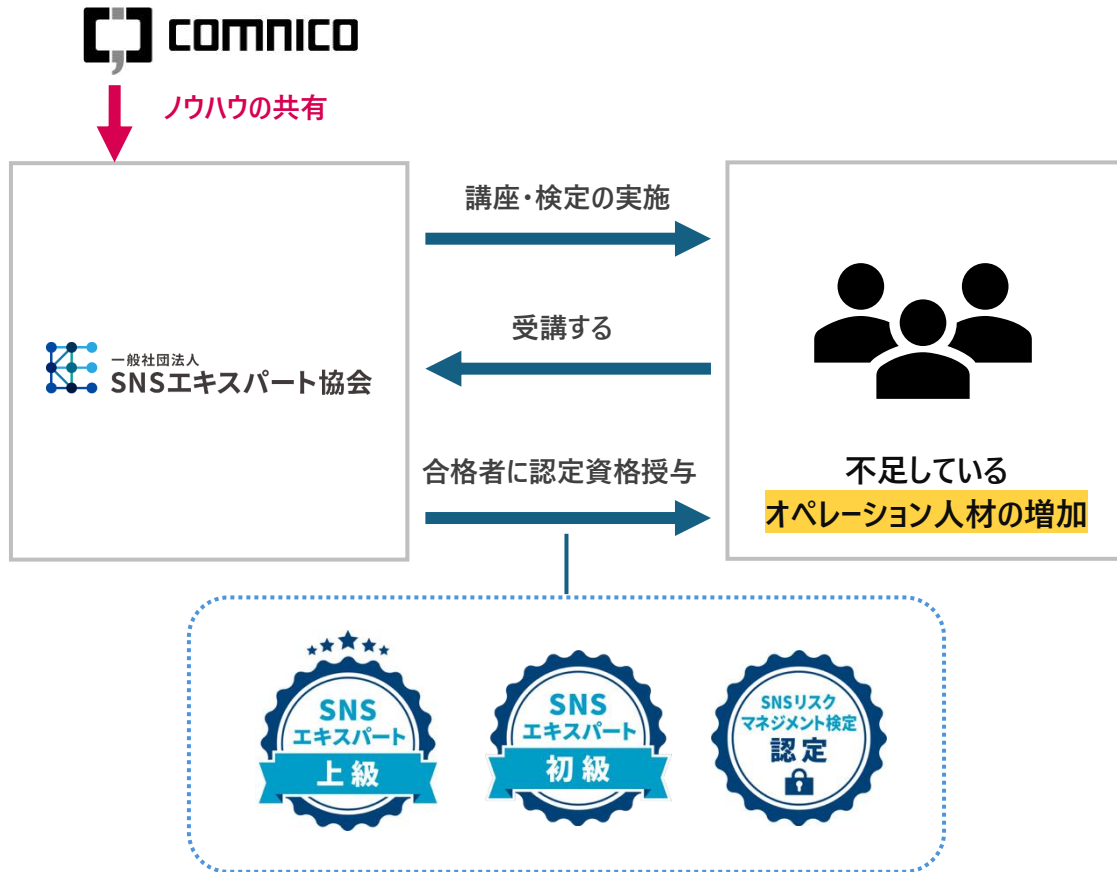 comnico
ノウハウの共有
講座・検定の実施
受講する
一般社団法人
SNSエキスパート協会
合格者に認定資格授与
不足している
オペレーション人材の増加
SNS
エキスパート
上級
SNS
エキスパート
初級
SNSリスク
マネジメント検定
認定